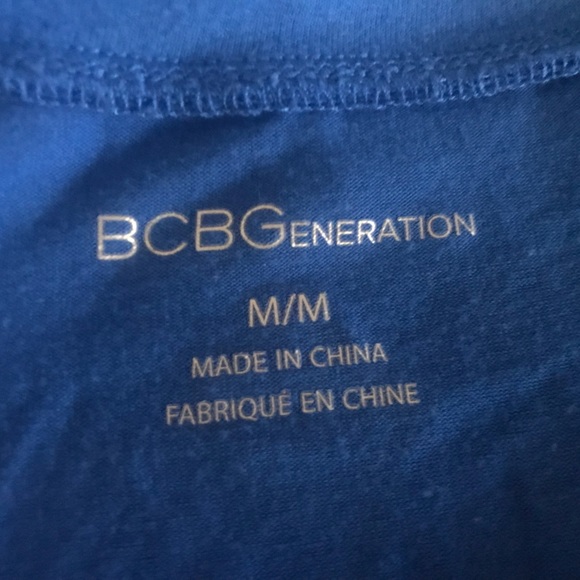 BCBGENERATION
M/M
MADE IN CHINA
FABRIQUÉ EN CHINE